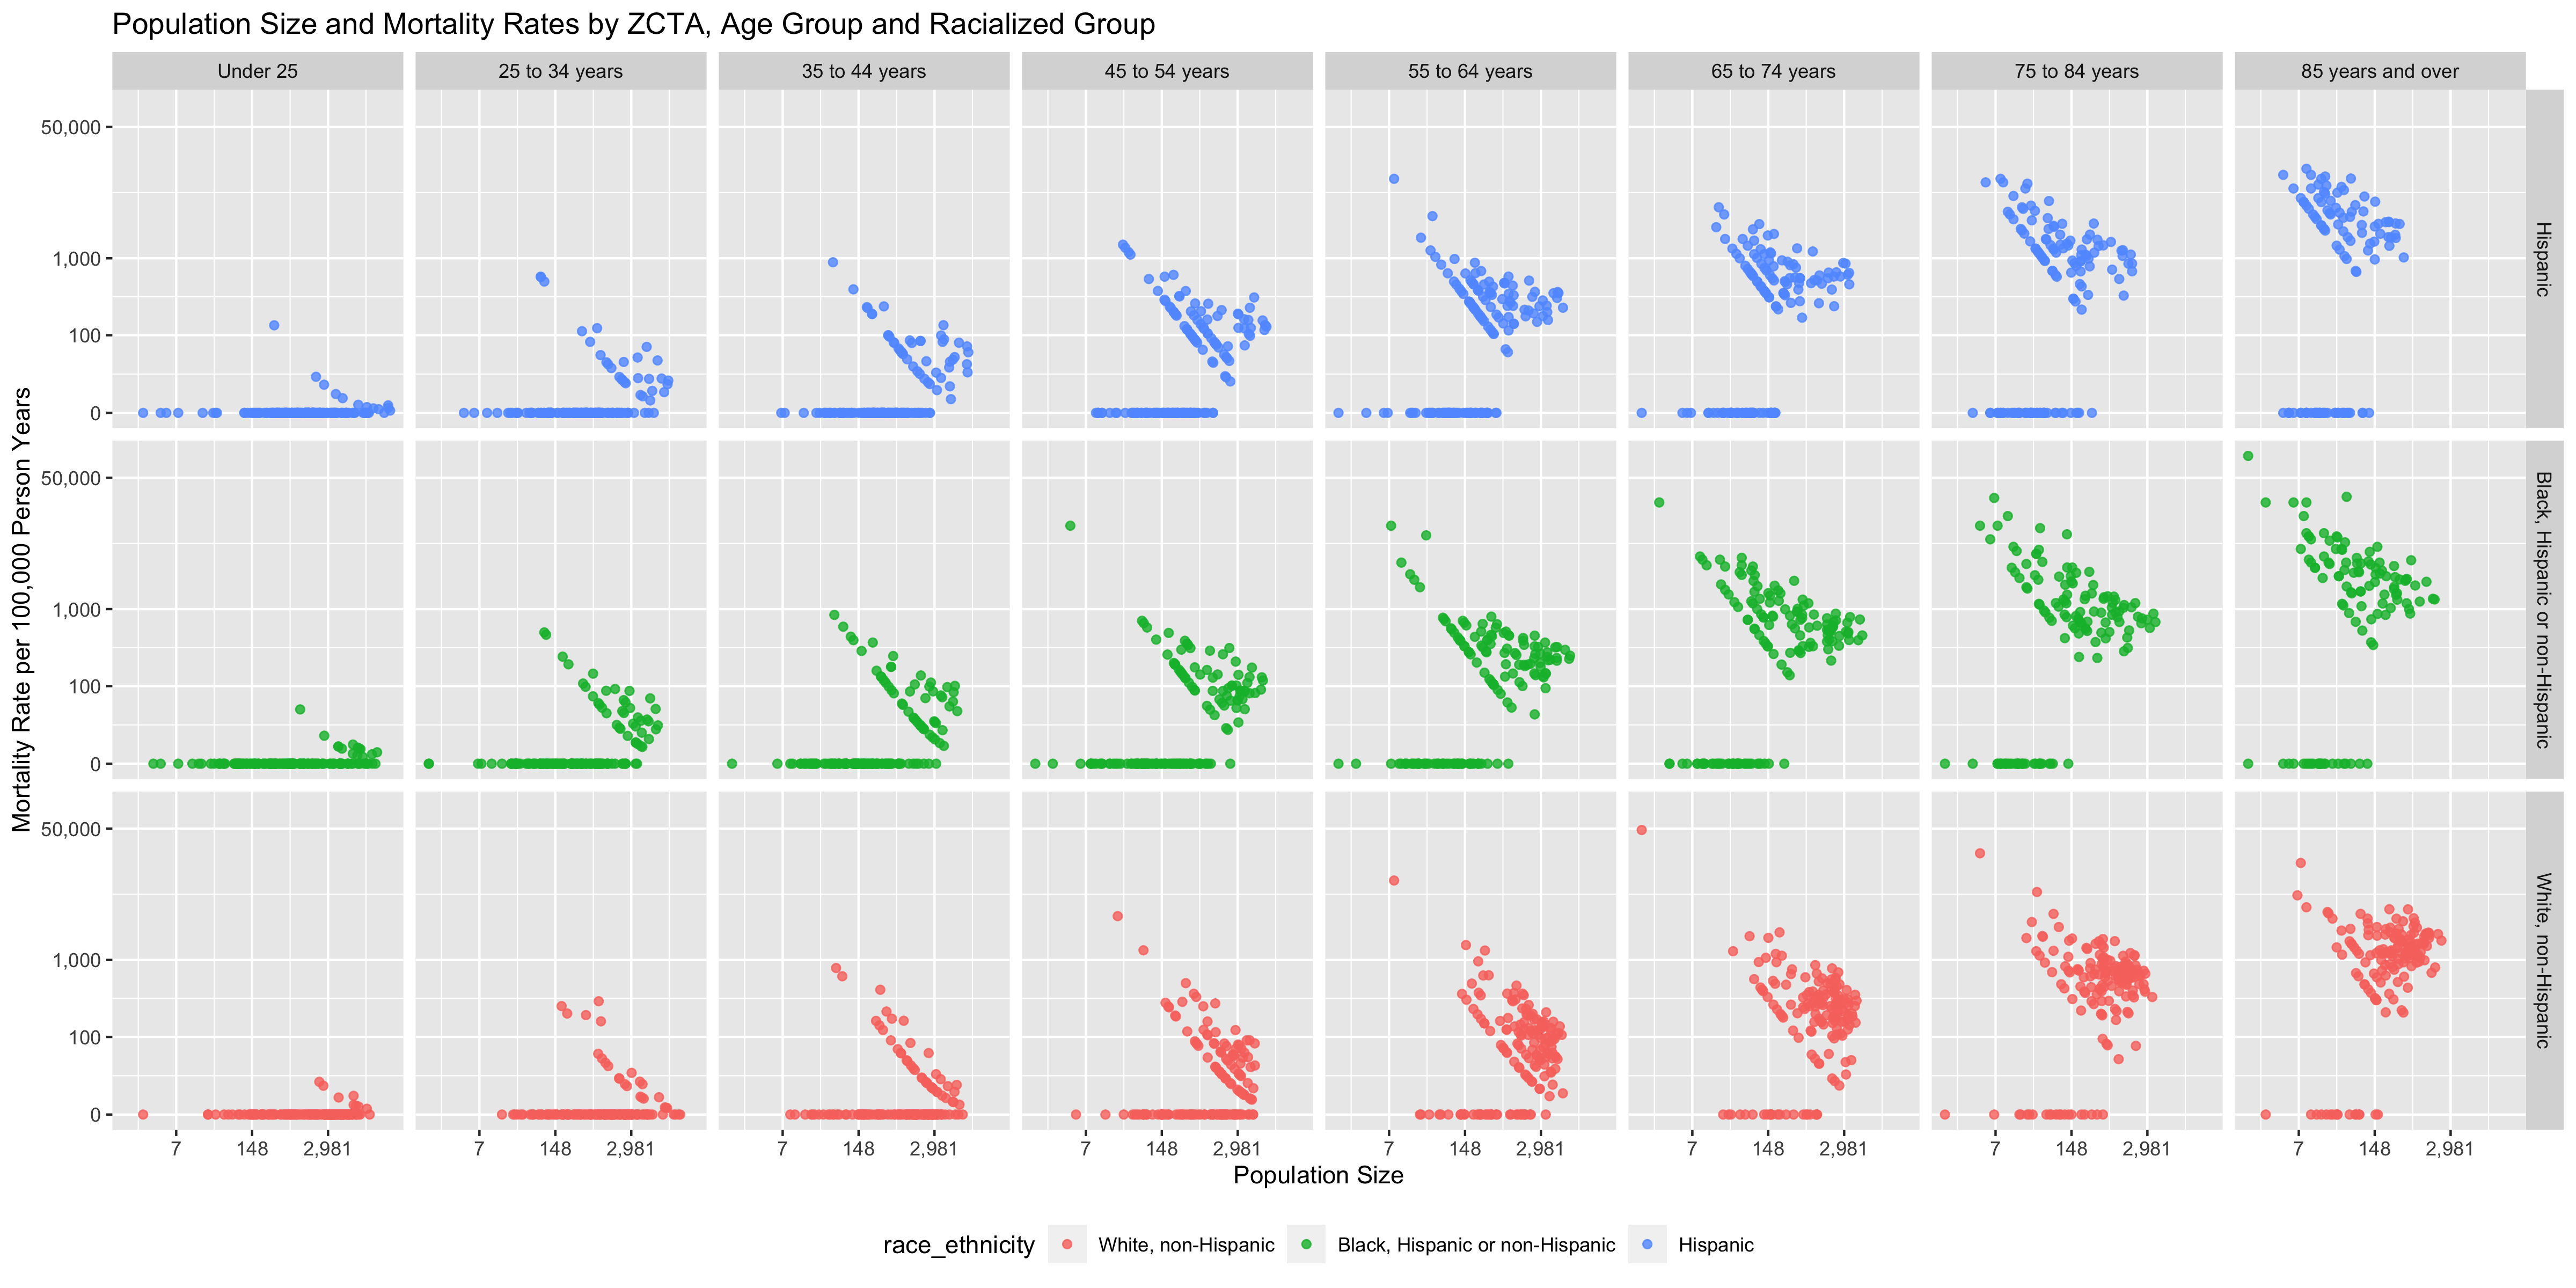 Population Size and Mortality Rates by ZCTA, Age Group and Racialized Group
Under 25 25 to 34 years 35 to 44 years 45 to 54 years 55 to 64 years 65 to 74 years 75 to 84 years 85 years and over
Mortality Rate per 100,000 Person Years
50,000
1,000
100
0
Hispanic
50,000
1,000
100
0
Black, Hispanic or non-Hispanic
50,000
1,000
100
0
White, non-Hispanic
7 148 2,981 7 148 2,981 7 148 2,981 7 148 2,981 7 148 2,981 7 148 2,981 7 148 2,981 7 148 2,981
Population Size
race_ethnicity White, non-Hispanic Black, Hispanic or non-Hispanic Hispanic